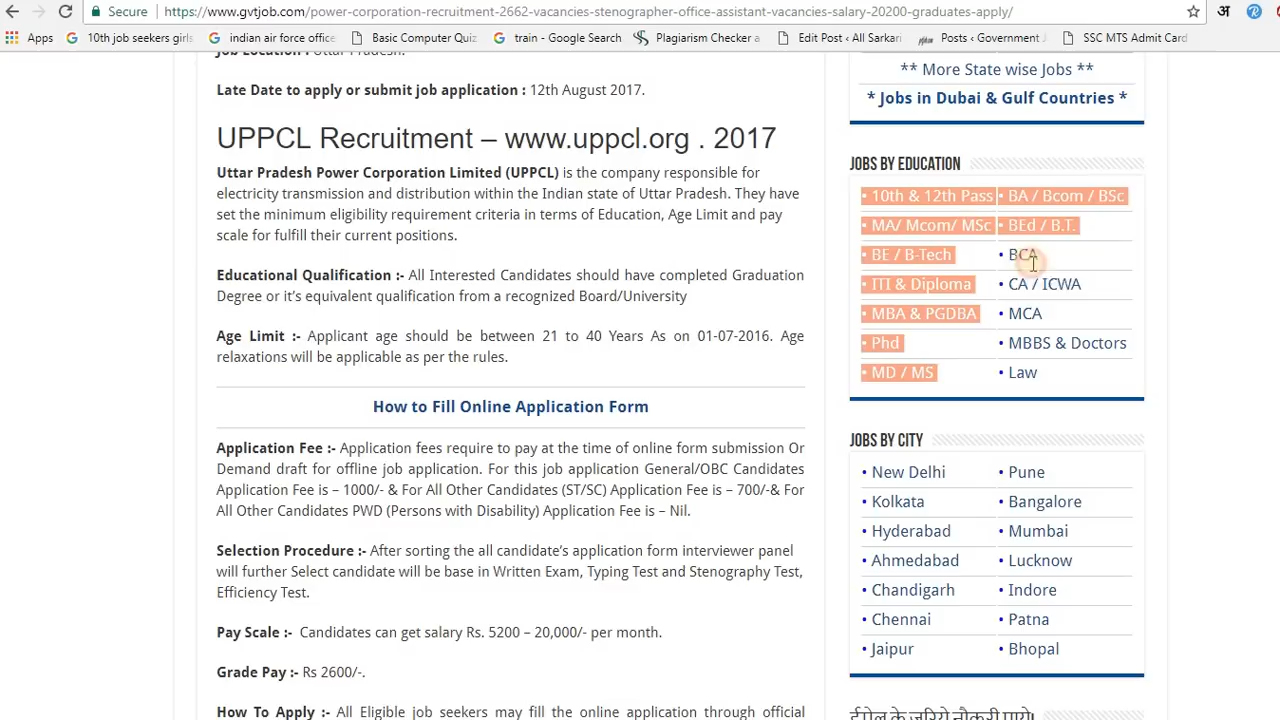 Secure https://www.gvtjob.com/power-corporation-recruitment-2662-vacancies-stenographer-office-assistant-vacancies-salary-20200-graduates-apply/
अ
Apps 10th job seekers girls indian air force office Basic Computer Quiz train - Google Search Plagiarism Checker a Edit Post ‹ All Sarkari Posts ‹ Government J SSC MTS Admit Card
Job Location : Uttar Pradesh.
Late Date to apply or submit job application : 12th August 2017.
UPPCL Recruitment – www.uppcl.org . 2017
Uttar Pradesh Power Corporation Limited (UPPCL) is the company responsible for
electricity transmission and distribution within the Indian state of Uttar Pradesh. They have
set the minimum eligibility requirement criteria in terms of Education, Age Limit and pay
scale for fulfill their current positions.
Educational Qualification :- All Interested Candidates should have completed Graduation
Degree or it's equivalent qualification from a recognized Board/University
Age Limit :- Applicant age should be between 21 to 40 Years As on 01-07-2016. Age
relaxations will be applicable as per the rules.
How to Fill Online Application Form
Application Fee :- Application fees require to pay at the time of online form submission Or
Demand draft for offline job application. For this job application General/OBC Candidates
Application Fee is – 1000/- & For All Other Candidates (ST/SC) Application Fee is – 700/-& For
All Other Candidates PWD (Persons with Disability) Application Fee is – Nil.
Selection Procedure :- After sorting the all candidate's application form interviewer panel
will further Select candidate will be base in Written Exam, Typing Test and Stenography Test,
Efficiency Test.
Pay Scale :- Candidates can get salary Rs. 5200 – 20,000/- per month.
Grade Pay :- Rs 2600/-.
How To Apply :- All Eligible job seekers may fill the online application through official
** More State wise Jobs **
* Jobs in Dubai & Gulf Countries *
JOBS BY EDUCATION
• 10th & 12th Pass • BA / Bcom / BSc
• MA/ Mcom/ MSc • BEd / B.T.
• BE / B-Tech • BCA
• ITI & Diploma • CA / ICWA
• MBA & PGDBA • MCA
• Phd • MBBS & Doctors
• MD / MS • Law
JOBS BY CITY
• New Delhi • Pune
• Kolkata • Bangalore
• Hyderabad • Mumbai
• Ahmedabad • Lucknow
• Chandigarh • Indore
• Chennai • Patna
• Jaipur • Bhopal
ईमेल के जरिये नौकरी पाये।